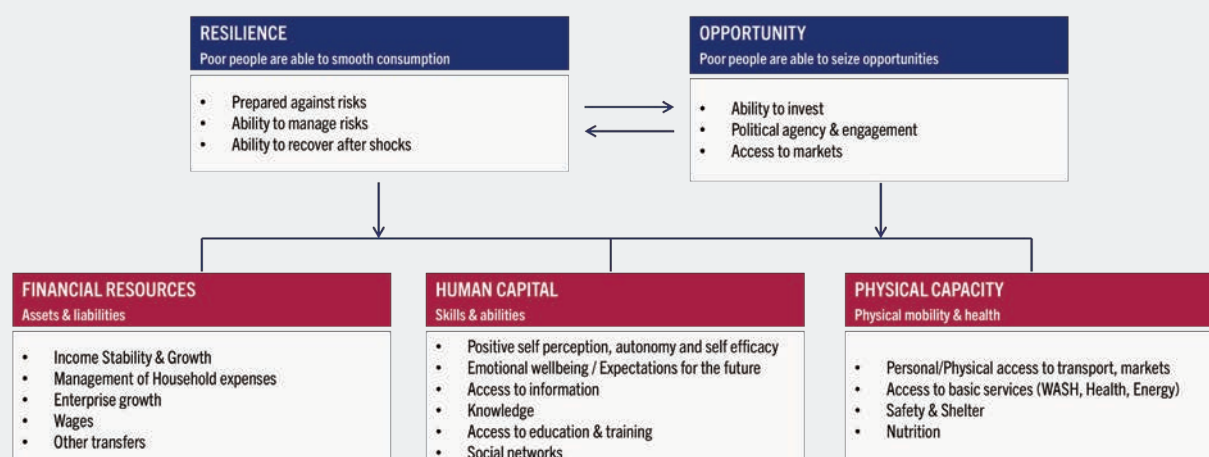 RESILIENCE
Poor people are able to smooth consumption
• Prepared against risks
• Ability to manage risks
• Ability to recover after shocks
OPPORTUNITY
Poor people are able to seize opportunities
• Ability to invest
• Political agency & engagement
• Access to markets
FINANCIAL RESOURCES
Assets & liabilities
• Income Stability & Growth
• Management of Household expenses
• Enterprise growth
• Wages
• Other transfers
HUMAN CAPITAL
Skills & abilities
• Positive self perception, autonomy and self efficacy
• Emotional wellbeing / Expectations for the future
• Access to information
• Knowledge
• Access to education & training
• Social networks
PHYSICAL CAPACITY
Physical mobility & health
• Personal/Physical access to transport, markets
• Access to basic services (WASH, Health, Energy)
• Safety & Shelter
• Nutrition